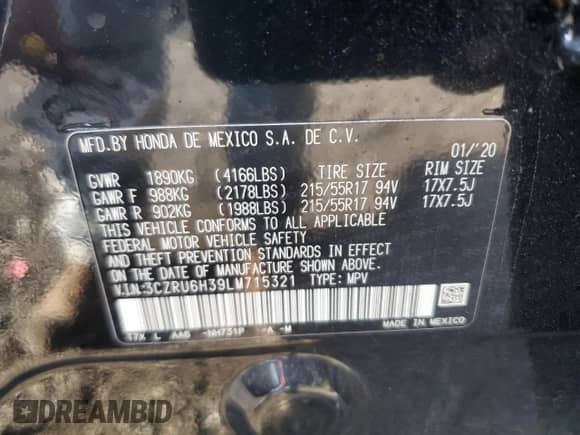 MFD.BY HONDA DE MEXICO S.A. DE C.V.
01/'20
GVWR 1890KG (4166LBS) TIRE SIZE RIM SIZE
GAWR F 988KG (2178LBS) 215/55R17 94V 17X7.5J
GAWR R 902KG (1988LBS) 215/55R17 94V 17X7.5J
THIS VEHICLE CONFORMS TO ALL APPLICABLE
FEDERAL MOTOR VEHICLE SAFETY
AND THEFT PREVENTION STANDARDS IN EFFECT
ON THE DATE OF MANUFACTURE SHOWN ABOVE.
V.I.N.:3CZRU6H39LM715321 TYPE: MPV
T7X L AA6 -NH731P A -M
MADE IN MEXICO
DREAMBID